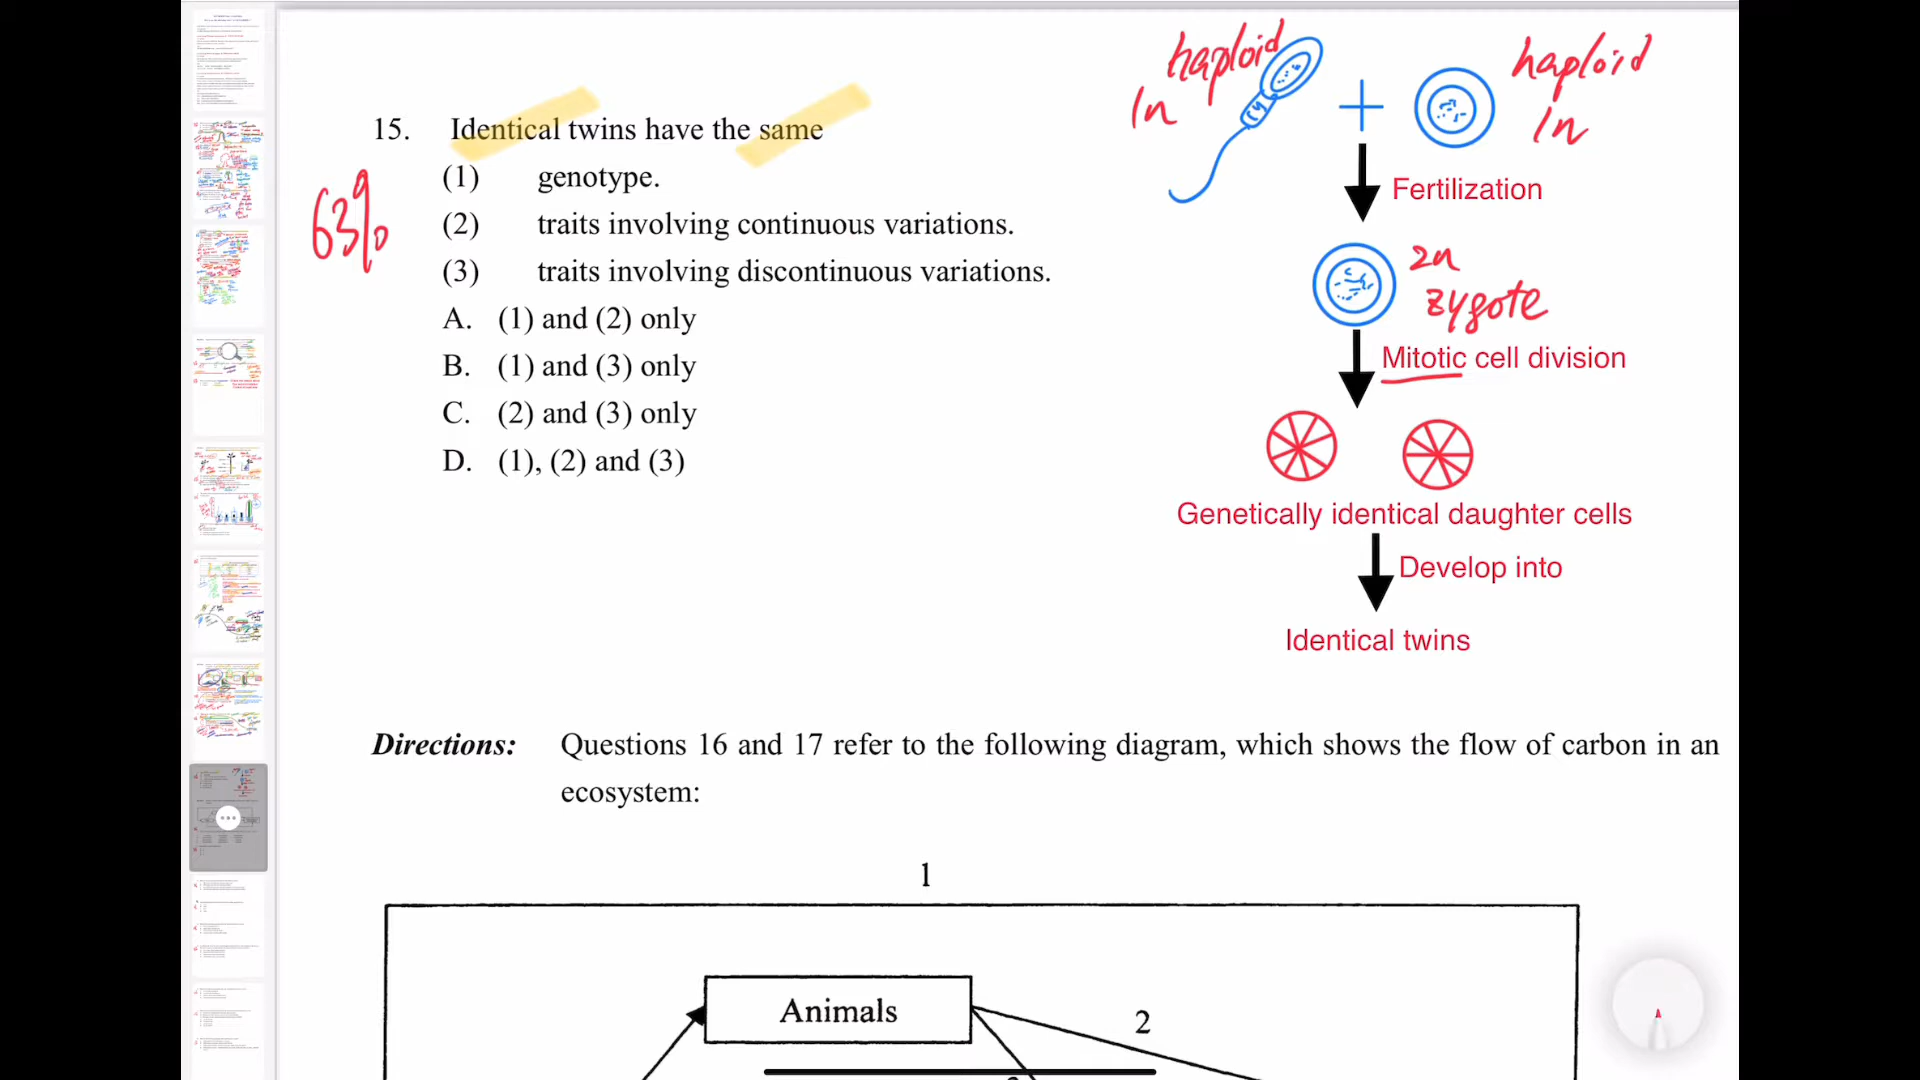 15. Identical twins have the same
(1) genotype.
(2) traits involving continuous variations.
(3) traits involving discontinuous variations.
A. (1) and (2) only
B. (1) and (3) only
C. (2) and (3) only
D. (1), (2) and (3)
63%
haploid
1n
+
haploid
1n
Fertilization
2n
zygote
Mitotic cell division
Genetically identical daughter cells
Develop into
Identical twins
Directions: Questions 16 and 17 refer to the following diagram, which shows the flow of carbon in an
ecosystem:
1
Animals
2